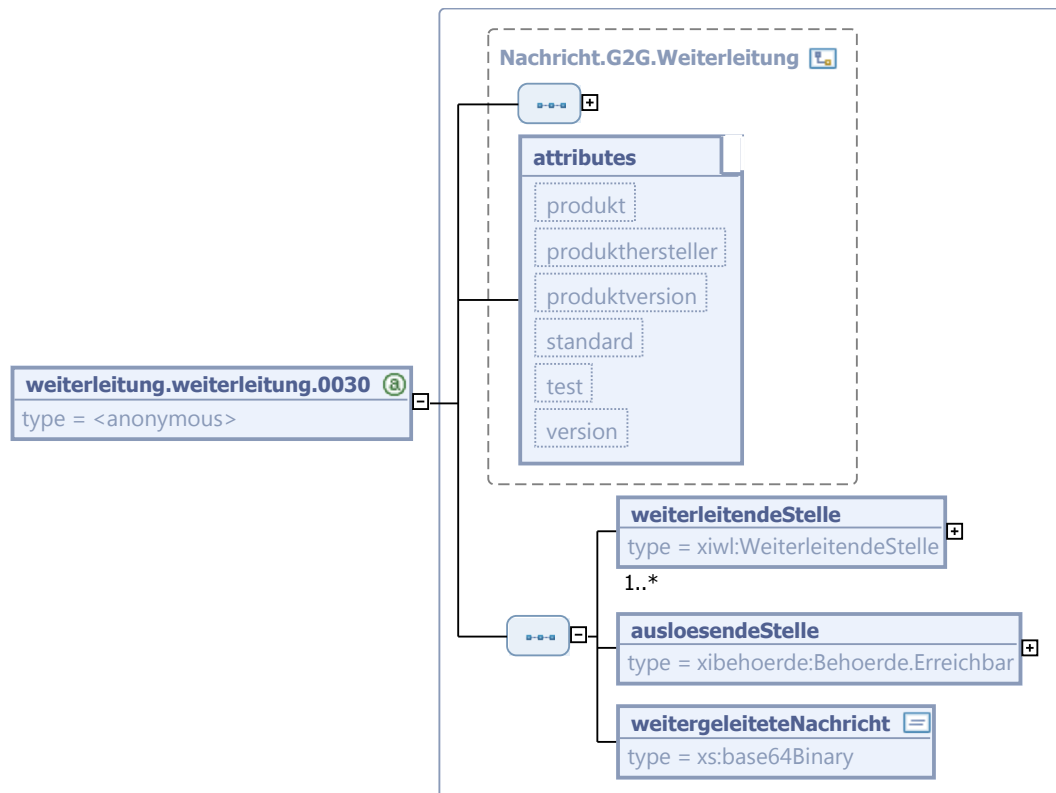 Nachricht.G2G.Weiterleitung
attributes
produkt
produkthersteller
produktversion
standard
test
version
weiterleitung.weiterleitung.0030 a
type = <anonymous>
weiterleitendeStelle
type = xiwl:WeiterleitendeStelle
1..*
ausloesendeStelle
type = xibehoerde:Behoerde.Erreichbar
weitergeleiteteNachricht
type = xs:base64Binary